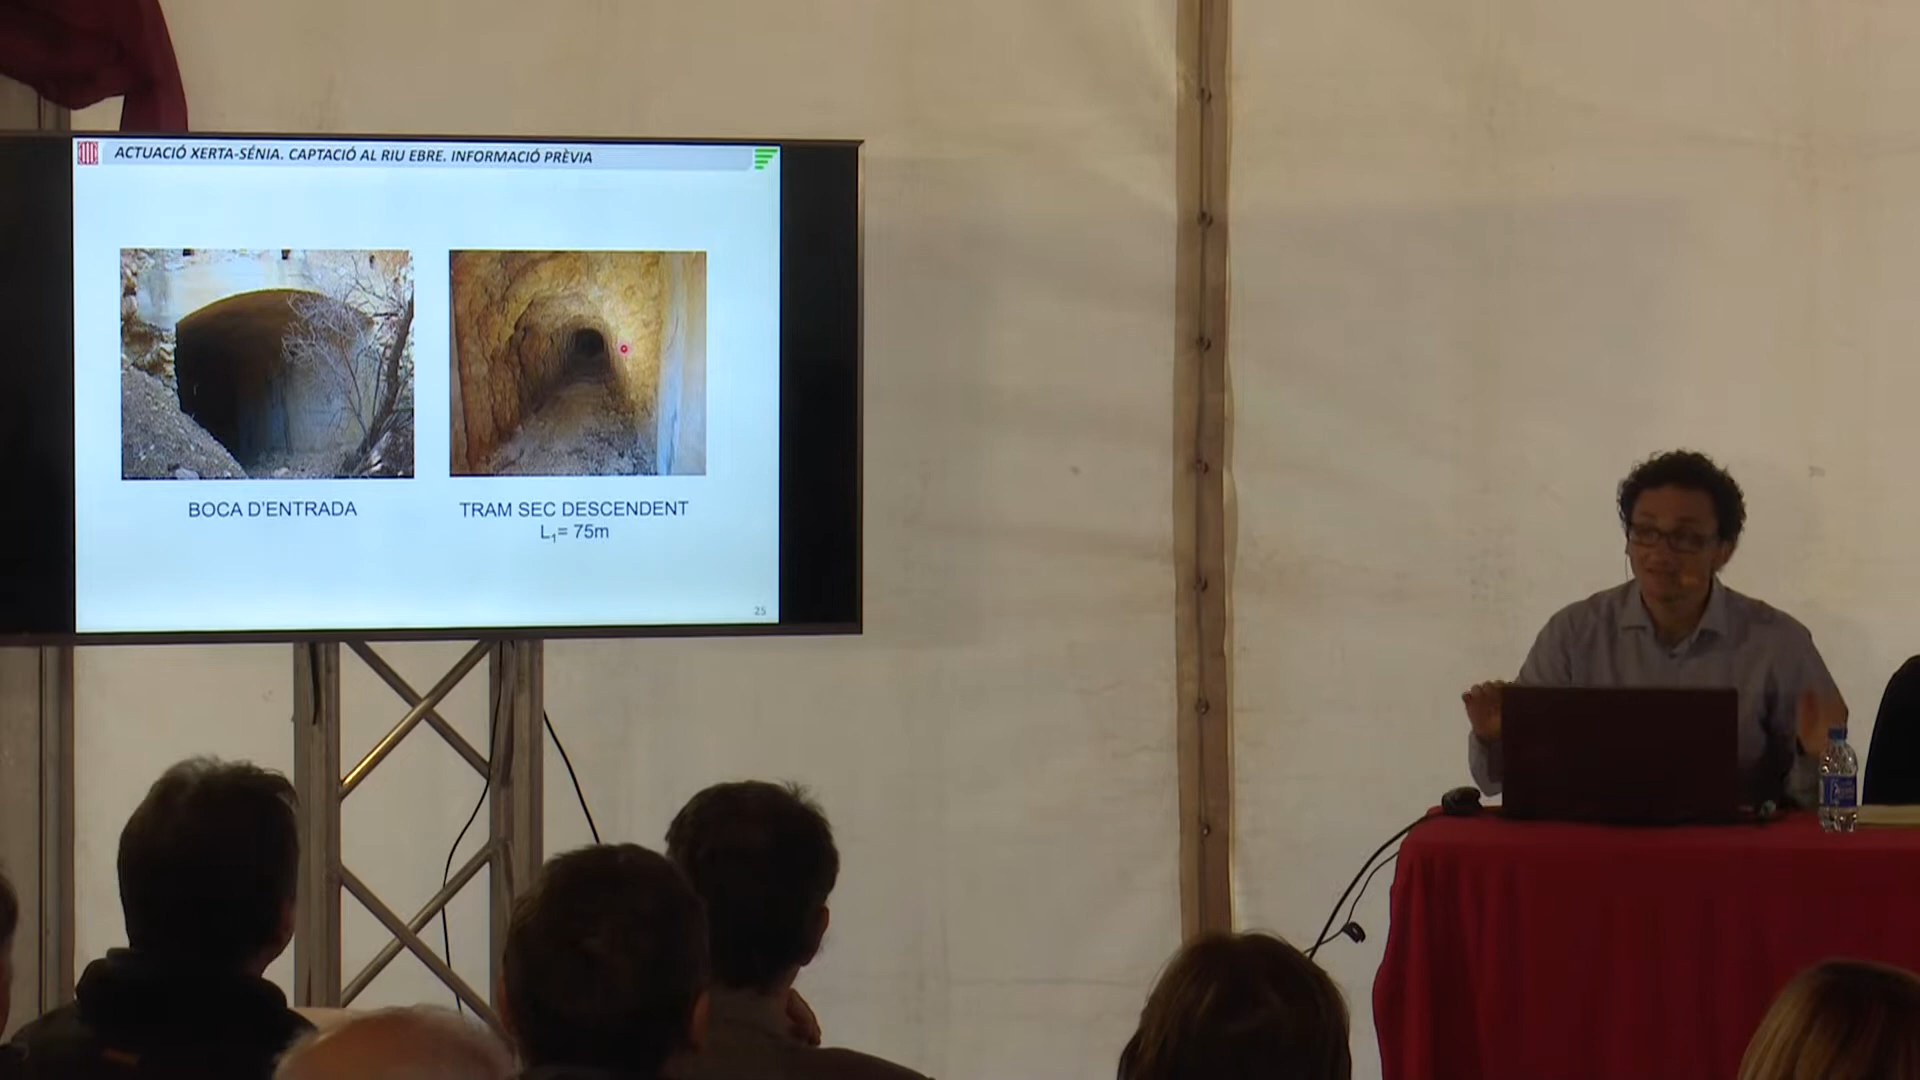 ACTUACIÓ XERTA-SÉNIA. CAPTACIÓ AL RIU EBRE. INFORMACIÓ PRÈVIA
BOCA D'ENTRADA
TRAM SEC DESCENDENT
L₁= 75m
25